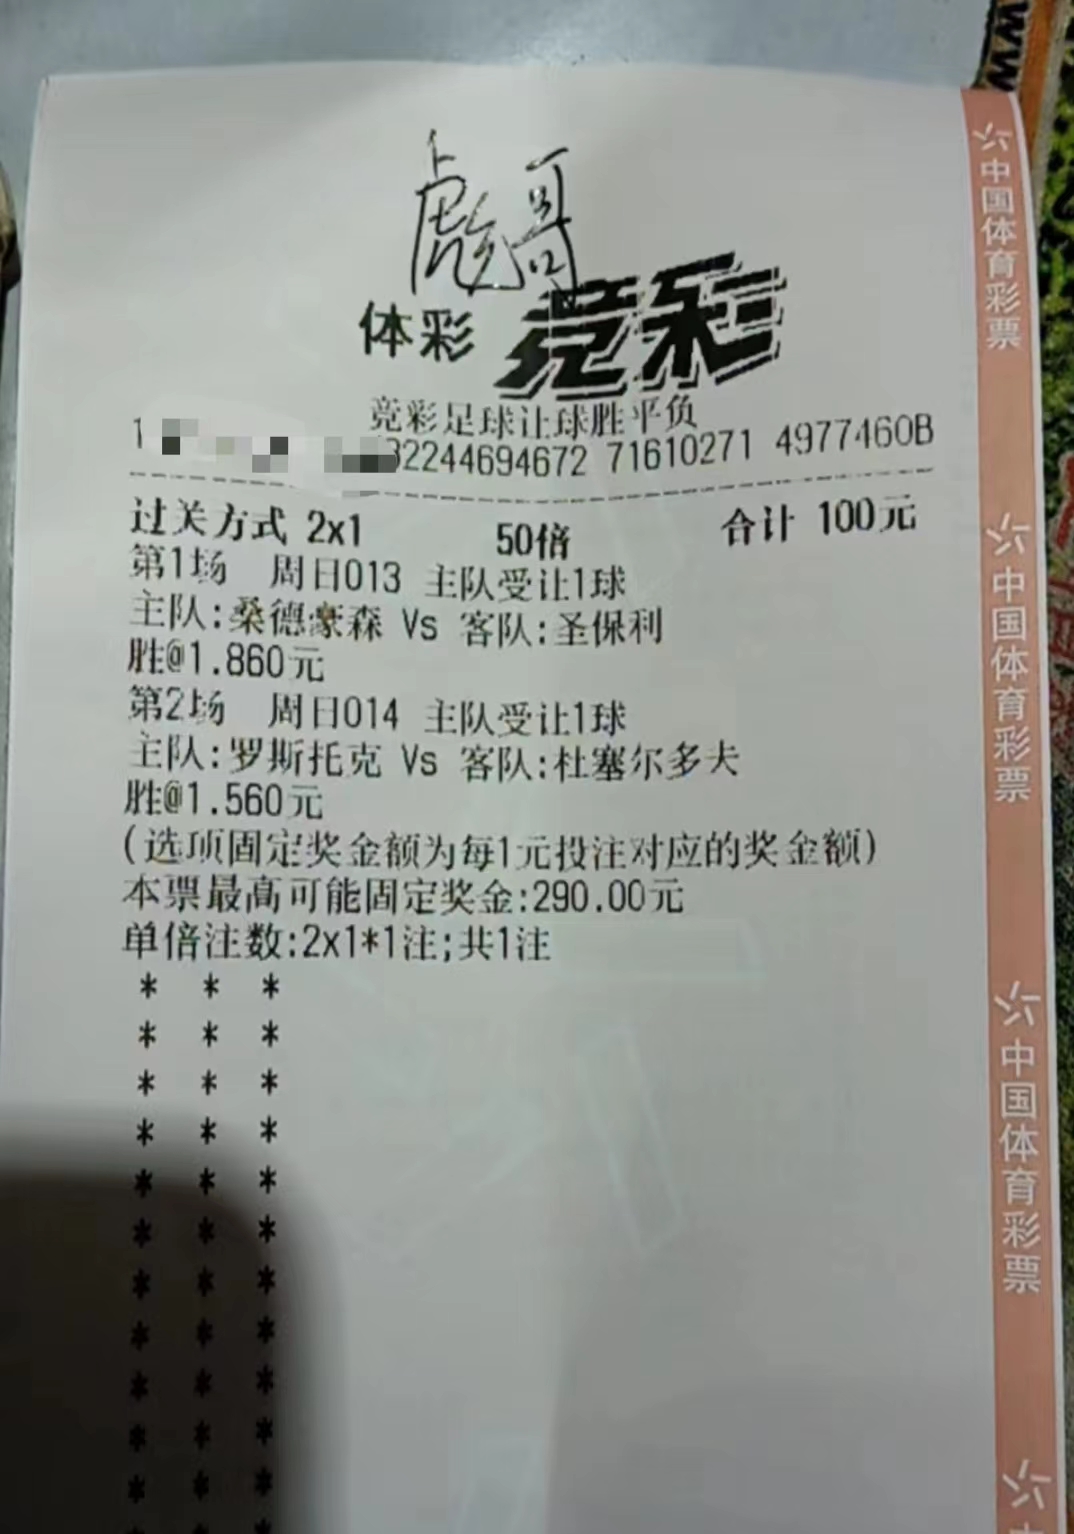 彪哥
体彩 竞彩
竞彩足球让球胜平负
1 32244694672 71610271 4977460B
过关方式 2x1 50倍 合计 100元
第1场 周日013 主队受让1球
主队:桑德豪森 Vs 客队:圣保利
胜@1.860元
第2场 周日014 主队受让1球
主队:罗斯托克 Vs 客队:杜塞尔多夫
胜@1.560元
(选项固定奖金额为每1元投注对应的奖金额)
本票最高可能固定奖金:290.00元
单倍注数:2x1*1注;共1注
* * *
* * *
* * *
* * *
* * *
* * *
* * *
* * *
* * *
* * *
* * *
中国体育彩票
中国体育彩票
中国体育彩票